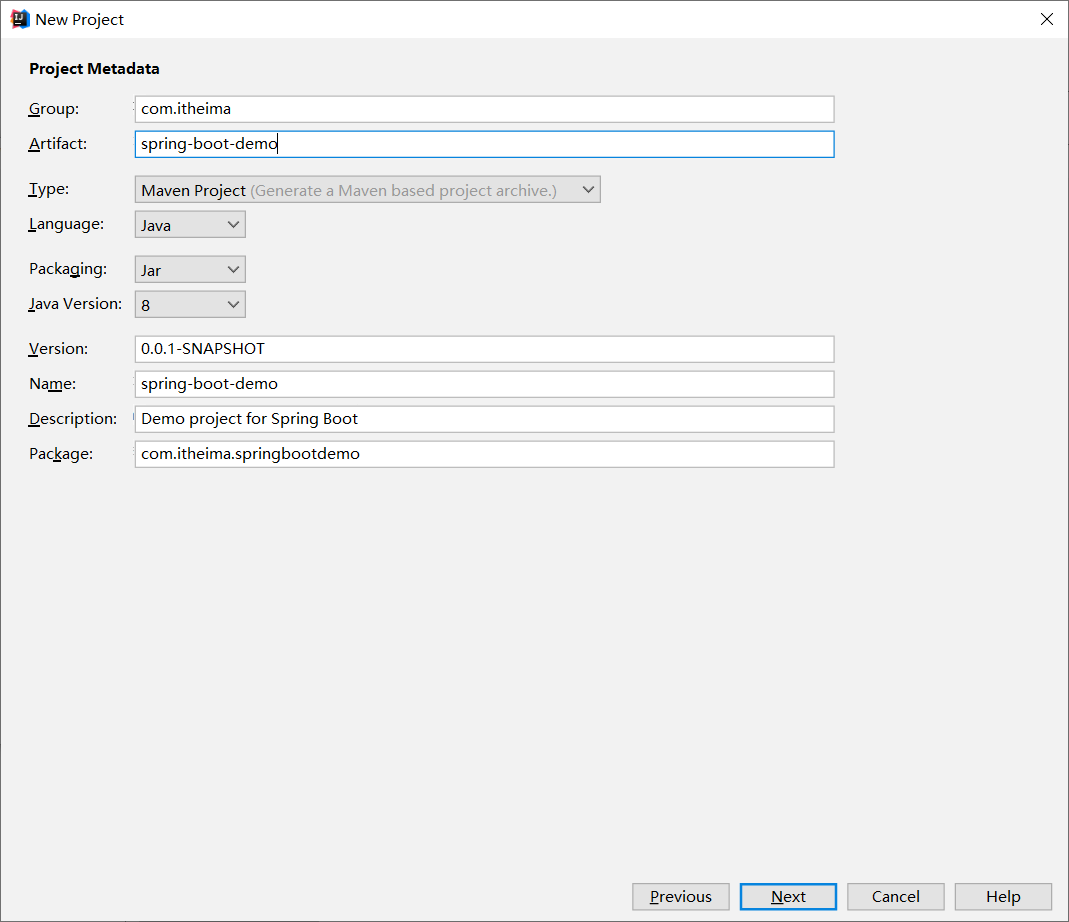 New Project
Project Metadata
Group: com.itheima
Artifact: spring-boot-demo
Type: Maven Project (Generate a Maven based project archive.)
Language: Java
Packaging: Jar
Java Version: 8
Version: 0.0.1-SNAPSHOT
Name: spring-boot-demo
Description: Demo project for Spring Boot
Package: com.itheima.springbootdemo
Previous Next Cancel Help